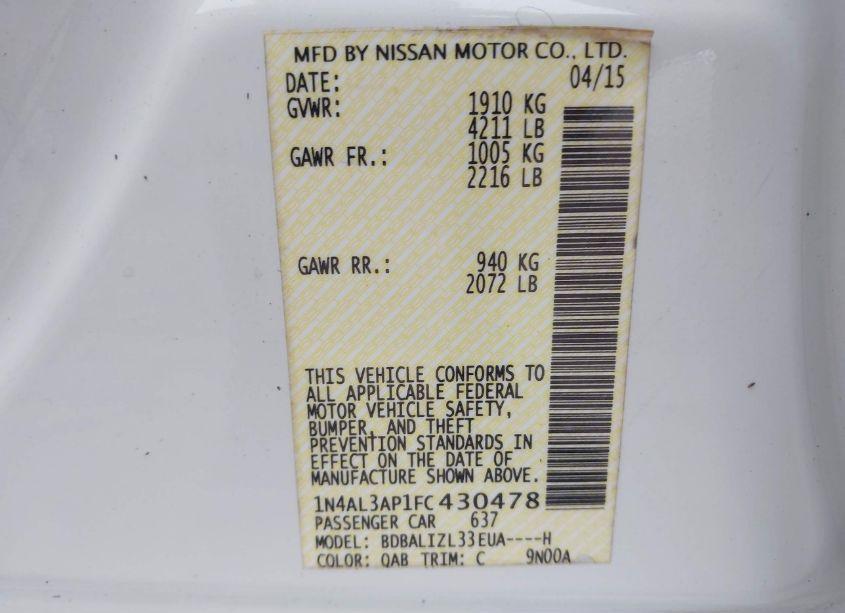 MFD BY NISSAN MOTOR CO., LTD.
DATE: 04/15
GVWR: 1910 KG
4211 LB
GAWR FR.: 1005 KG
2216 LB
GAWR RR.: 940 KG
2072 LB
THIS VEHICLE CONFORMS TO
ALL APPLICABLE FEDERAL
MOTOR VEHICLE SAFETY,
BUMPER, AND THEFT
PREVENTION STANDARDS IN
EFFECT ON THE DATE OF
MANUFACTURE SHOWN ABOVE.
1N4AL3AP1FC430478
PASSENGER CAR 637
MODEL: BDBALIZL33EUA----H
COLOR: QAB TRIM: C 9N00A